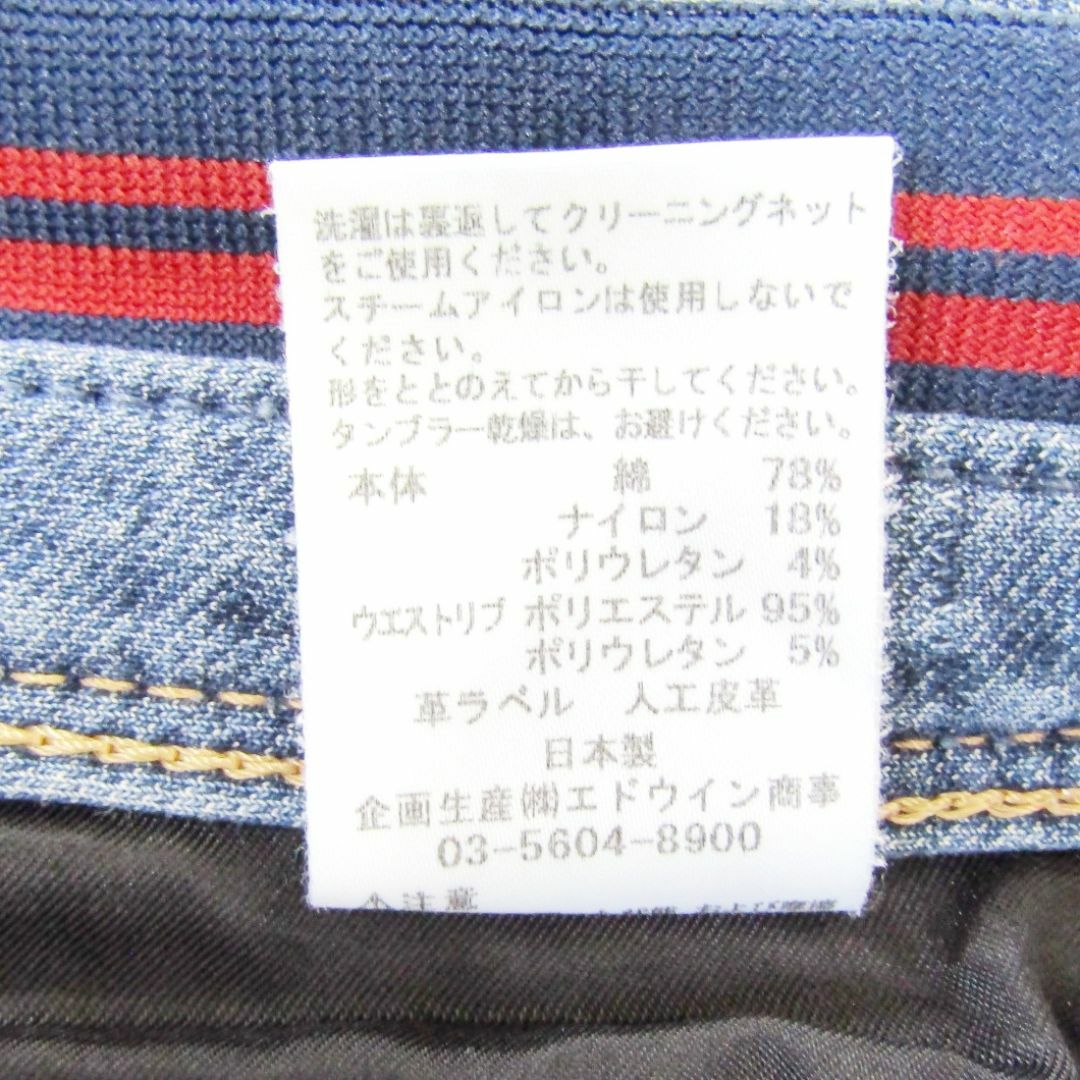 洗濯は裏返してクリーニングネット
をご使用ください。
スチームアイロンは使用しないで
ください。
形をととのえてから干してください。
タンブラー乾燥は、お避けください。
本体 綿 78%
ナイロン 18%
ポリウレタン 4%
ウエストリブ ポリエステル 95%
ポリウレタン 5%
革ラベル 人工皮革
日本製
企画生産㈱エドウイン商事
03-5604-8900
注意 および